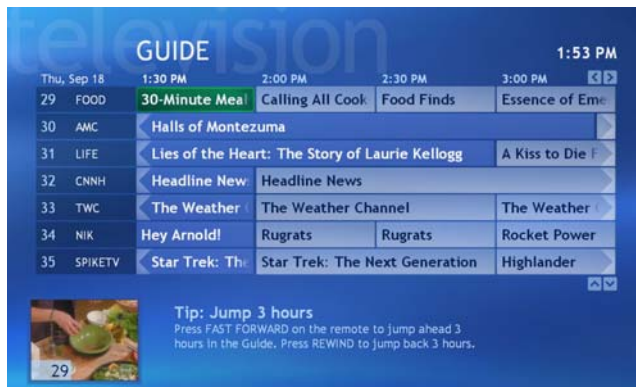 television
GUIDE
1:53 PM
Thu, Sep 18 1:30 PM 2:00 PM 2:30 PM 3:00 PM
29 FOOD 30-Minute Meal Calling All Cook Food Finds Essence of Eme
30 AMC Halls of Montezuma
31 LIFE Lies of the Heart: The Story of Laurie Kellogg A Kiss to Die F
32 CNNH Headline New Headline News
33 TWC The Weather The Weather Channel The Weather
34 NIK Hey Arnold! Rugrats Rugrats Rocket Power
35 SPIKETV Star Trek: The Star Trek: The Next Generation Highlander
Tip: Jump 3 hours
Press FAST FORWARD on the remote to jump ahead 3
hours in the Guide. Press REWIND to jump back 3 hours.
29